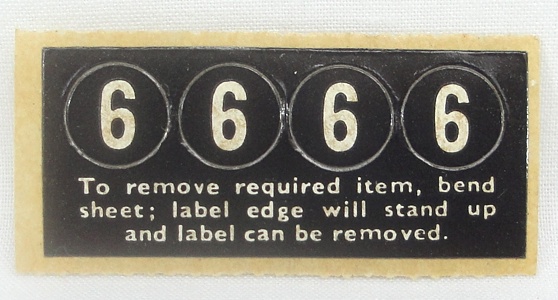 6 6 6 6
To remove required item, bend
sheet; label edge will stand up
and label can be removed.